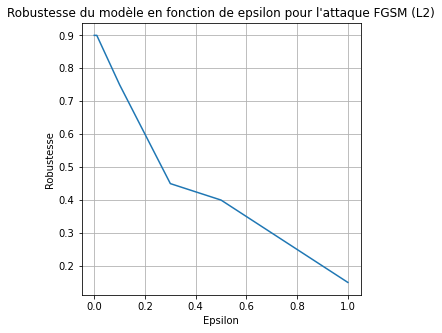 Robustesse du modèle en fonction de epsilon pour l'attaque FGSM (L2)
0.9
0.8
0.7
0.6
0.5
0.4
0.3
0.2
Robustesse
0.0 0.2 0.4 0.6 0.8 1.0
Epsilon